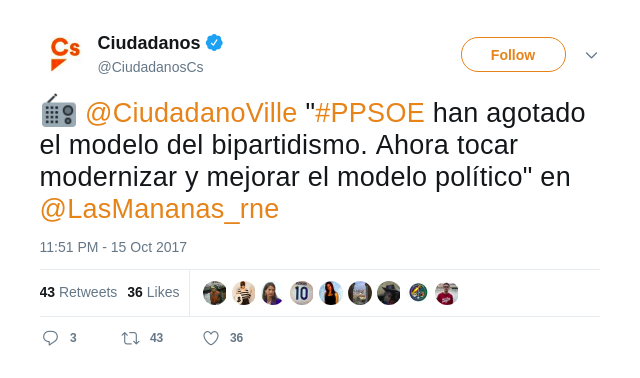 Cs
Ciudadanos
@CiudadanosCs
Follow
@CiudadanoVille "#PPSOE han agotado
el modelo del bipartidismo. Ahora tocar
modernizar y mejorar el modelo político" en
@LasMananas_rne
11:51 PM - 15 Oct 2017
43 Retweets 36 Likes
10
3 43 36